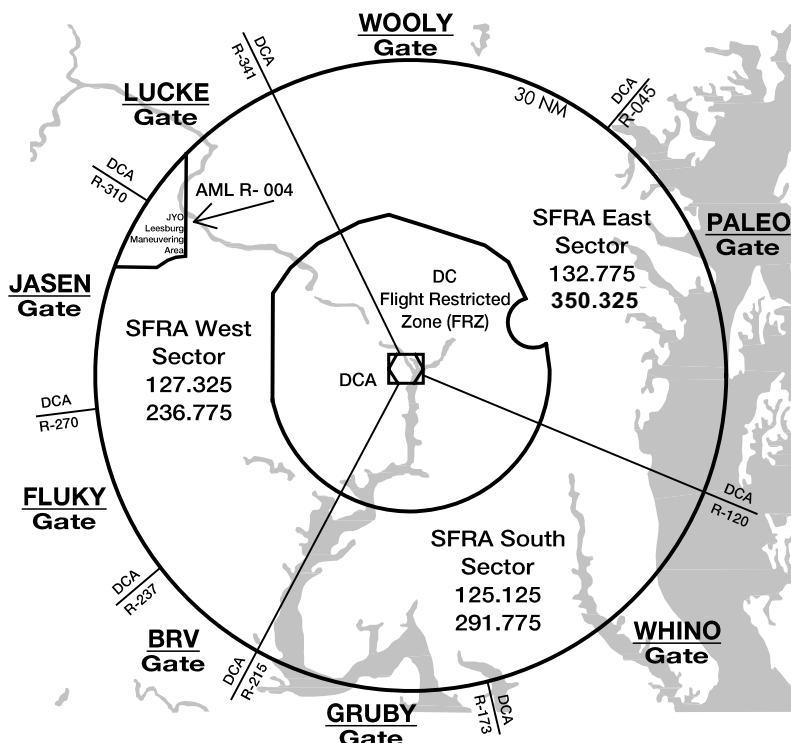 WOOLY
Gate
DCA
R-341
30 NM
DCA
R-045
LUCKE
Gate
DCA
R-310
AML R- 004
JYO
Leesburg
Maneuvering
Area
SFRA East
Sector
132.775
350.325
PALEO
Gate
JASEN
Gate
DC
Flight Restricted
Zone (FRZ)
SFRA West
Sector
127.325
236.775
DCA
DCA
R-270
FLUKY
Gate
DCA
R-120
SFRA South
Sector
125.125
291.775
DCA
R-237
BRV
Gate
WHINO
Gate
DCA
R-215
GRUBY
Gate
DCA
R-173